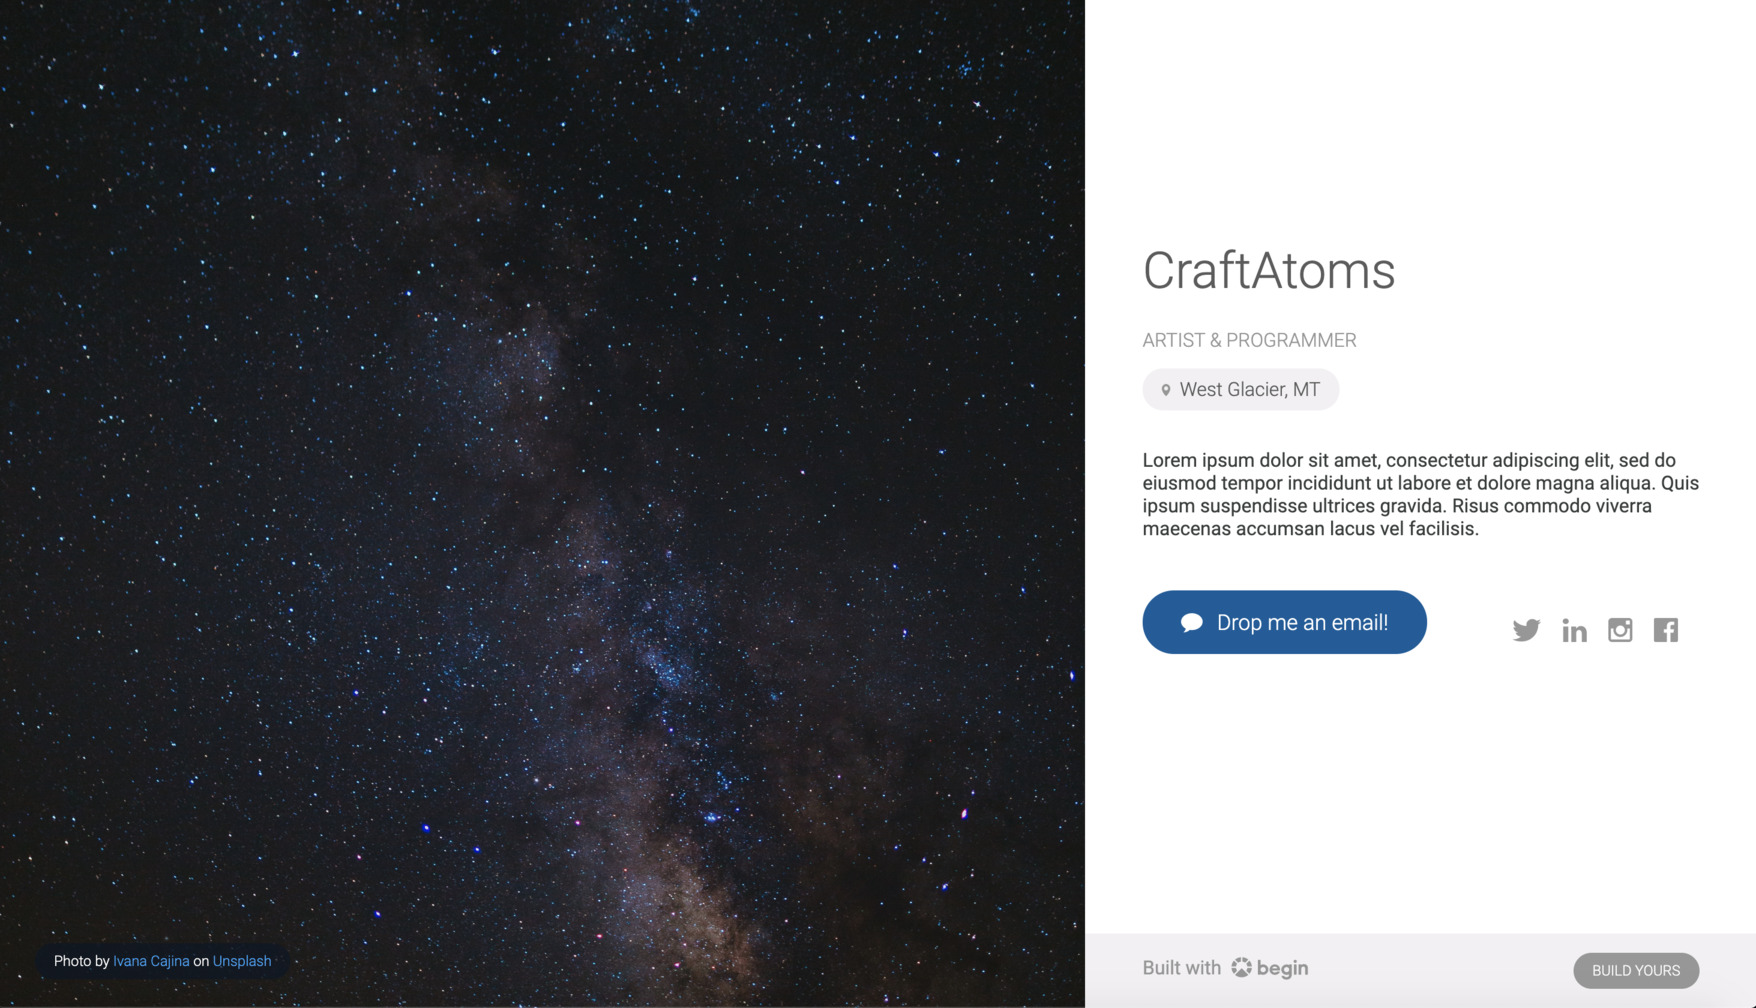 CraftAtoms
ARTIST & PROGRAMMER
West Glacier, MT
Lorem ipsum dolor sit amet, consectetur adipiscing elit, sed do
eiusmod tempor incididunt ut labore et dolore magna aliqua. Quis
ipsum suspendisse ultrices gravida. Risus commodo viverra
maecenas accumsan lacus vel facilisis.
Drop me an email!
in
Photo by Ivana Cajina on Unsplash
Built with begin
BUILD YOURS